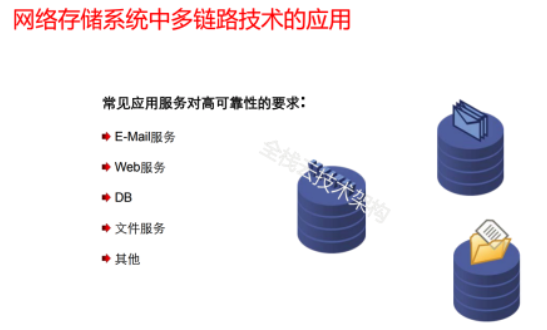 网络存储系统中多链路技术的应用
常见应用服务对高可靠性的要求：
E-Mail服务
Web服务
DB
文件服务
其他
全栈云技术架构